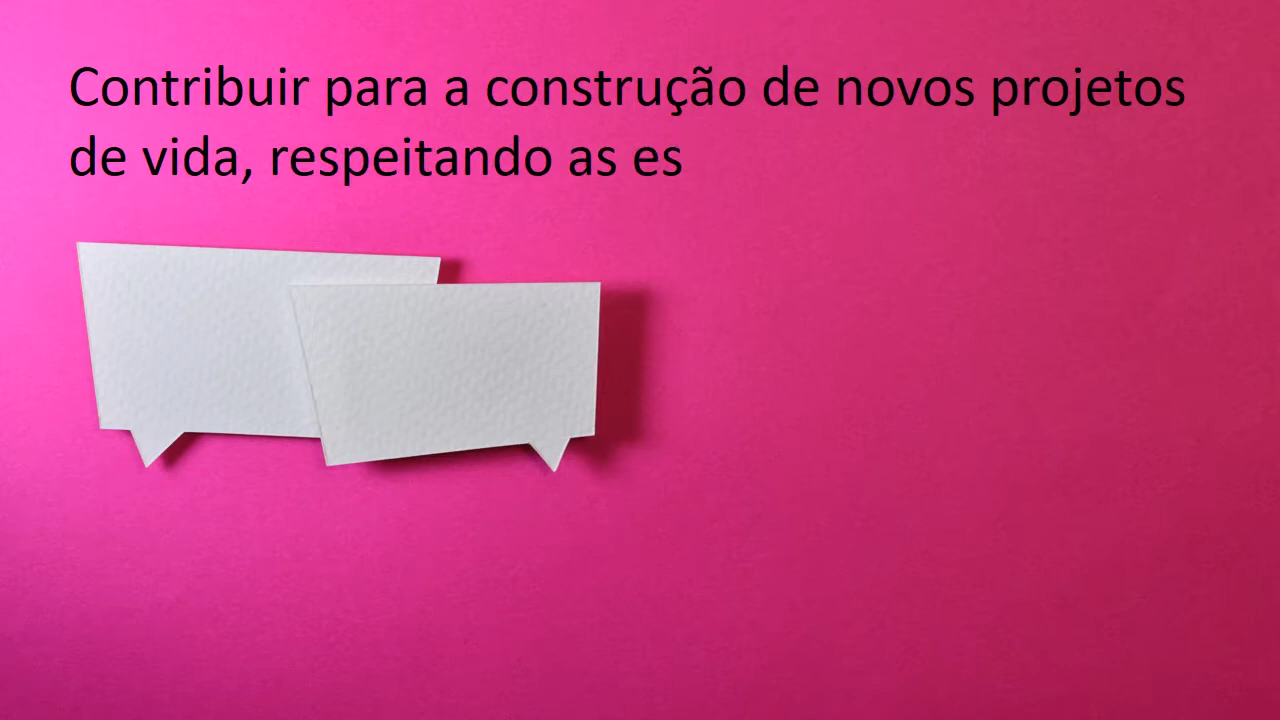 Contribuir para a construção de novos projetos
de vida, respeitando as es